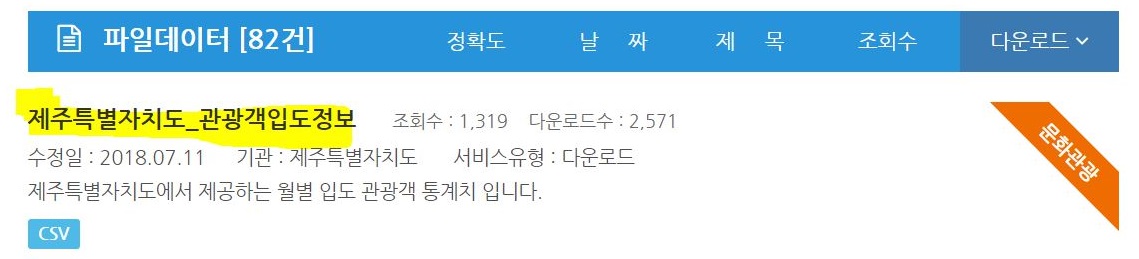 파일데이터 [82건] 정확도 날 짜 제 목 조회수 다운로드
제주특별자치도_관광객입도정보 조회수 : 1,319 다운로드수 : 2,571
문화관광
수정일 : 2018.07.11 기관 : 제주특별자치도 서비스유형 : 다운로드
제주특별자치도에서 제공하는 월별 입도 관광객 통계치 입니다.
CSV